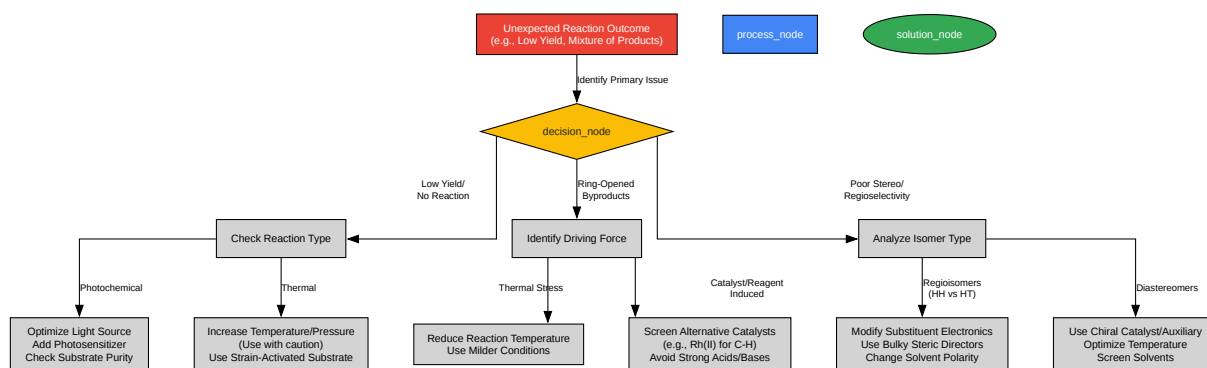 Unexpected Reaction Outcome
(e.g., Low Yield, Mixture of Products)
process_node
solution_node
Identify Primary Issue
decision_node
Low Yield/
No Reaction
Ring-Opened
Byproducts
Poor Stereo/
Regioselectivity
Check Reaction Type
Identify Driving Force
Analyze Isomer Type
Photochemical
Thermal
Thermal Stress
Catalyst/Reagent
Induced
Regioisomers
(HH vs HT)
Diastereomers
Optimize Light Source
Add Photosensitizer
Check Substrate Purity
Increase Temperature/Pressure
(Use with caution)
Use Strain-Activated Substrate
Reduce Reaction Temperature
Use Milder Conditions
Screen Alternative Catalysts
(e.g., Rh(II) for C-H)
Avoid Strong Acids/Bases
Modify Substituent Electronics
Use Bulky Steric Directors
Change Solvent Polarity
Use Chiral Catalyst/Auxiliary
Optimize Temperature
Screen Solvents